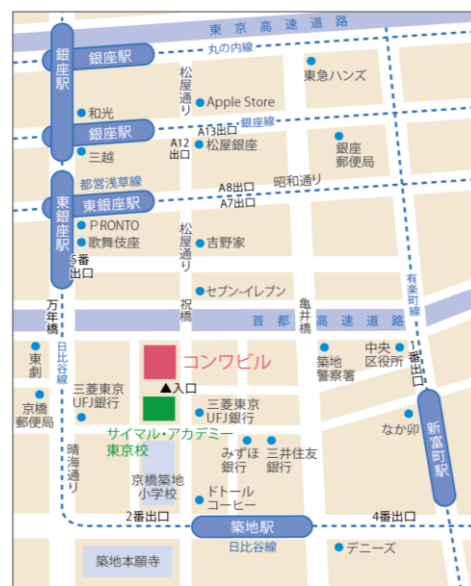 東京高速道路
丸の内線
銀座駅
銀座駅
松屋通り
東急ハンズ
和光
Apple Store
銀座線
銀座駅
A13出口
A12
出口
松屋銀座
銀座
郵便局
三越
都営浅草線
A8出口
昭和通り
東銀座駅
東銀座駅
A7出口
PRONTO
歌舞伎座
松屋通り
吉野家
5番
出口
有楽町線
セブン-イレブン
万年橋
祝橋
亀井橋
首都高速道路
日比谷線
東劇
コンワビル
築地
警察署
中央
区役所
1番出口
▲入口
京橋
郵便局
三菱東京
UFJ銀行
三菱東京
UFJ銀行
なか卯
新富町駅
サイマル・アカデミー
東京校
みずほ
銀行
三井住友
銀行
晴海通り
京橋築地
小学校
ドトール
コーヒー
2番出口
築地駅
4番出口
日比谷線
デニーズ
築地本願寺